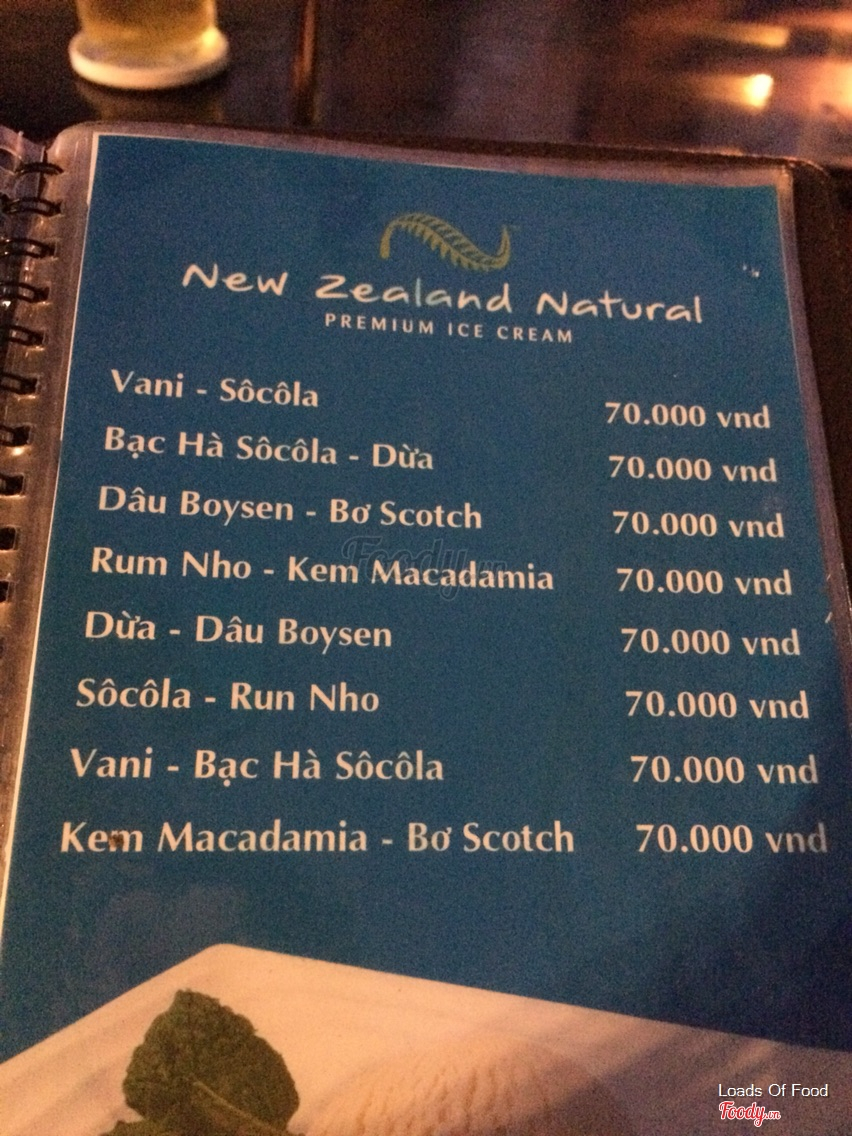 New Zealand Natural
PREMIUM ICE CREAM
Vani - Sôcôla 70.000 vnd
Bạc Hà Sôcôla - Dừa 70.000 vnd
Dâu Boysen - Bơ Scotch 70.000 vnd
Foody.vn
Rum Nho - Kem Macadamia 70.000 vnd
Dừa - Dâu Boysen 70.000 vnd
Sôcôla - Run Nho 70.000 vnd
Vani - Bạc Hà Sôcôla 70.000 vnd
Kem Macadamia - Bơ Scotch 70.000 vnd
Loads Of Food
Foody.vn